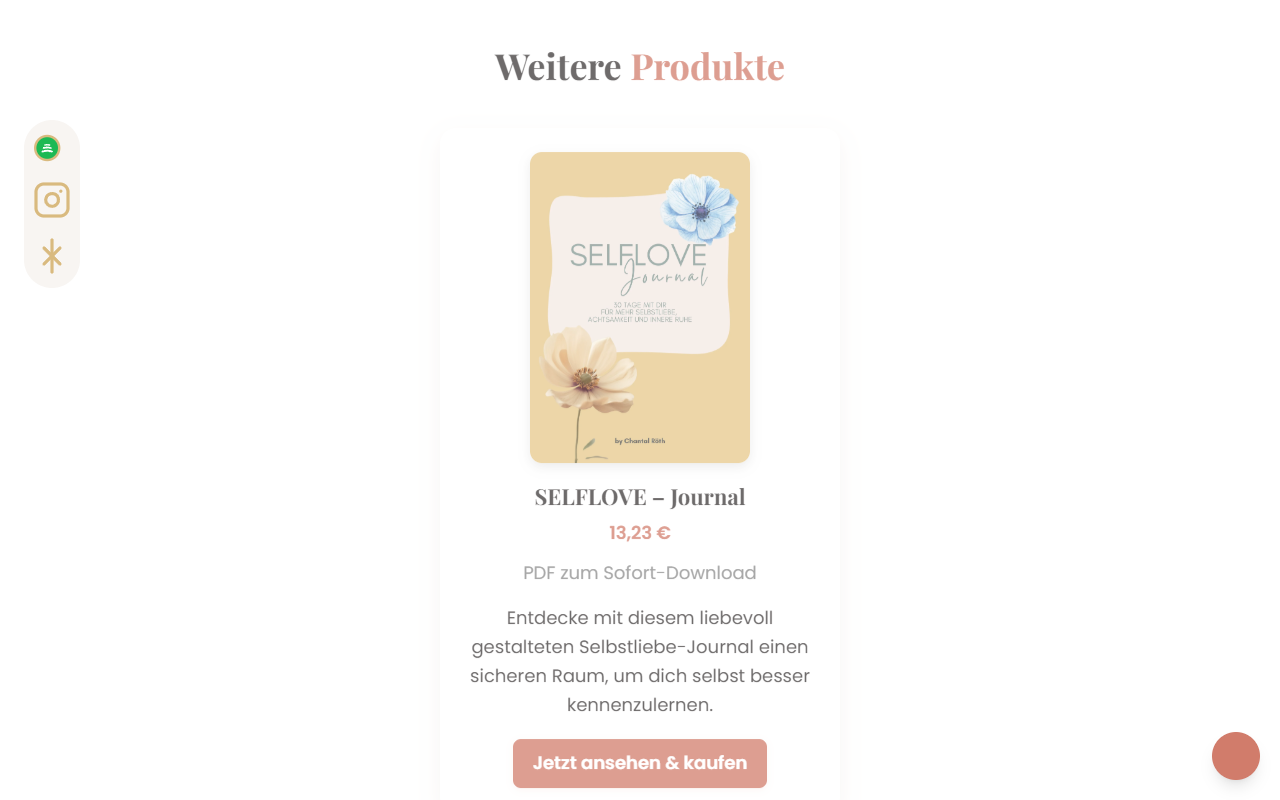 Weitere Produkte
SELFLOVE
Journal
30 TAGE MIT DIR
FÜR MEHR SELBSTLIEBE,
ACHTSAMKEIT UND INNERE RUHE
by Chantal
SELFLOVE – Journal
13,23 €
PDF zum Sofort-Download
Entdecke mit diesem liebevoll
gestalteten Selbstliebe-Journal einen
sicheren Raum, um dich selbst besser
kennenzulernen.
Jetzt ansehen & kaufen